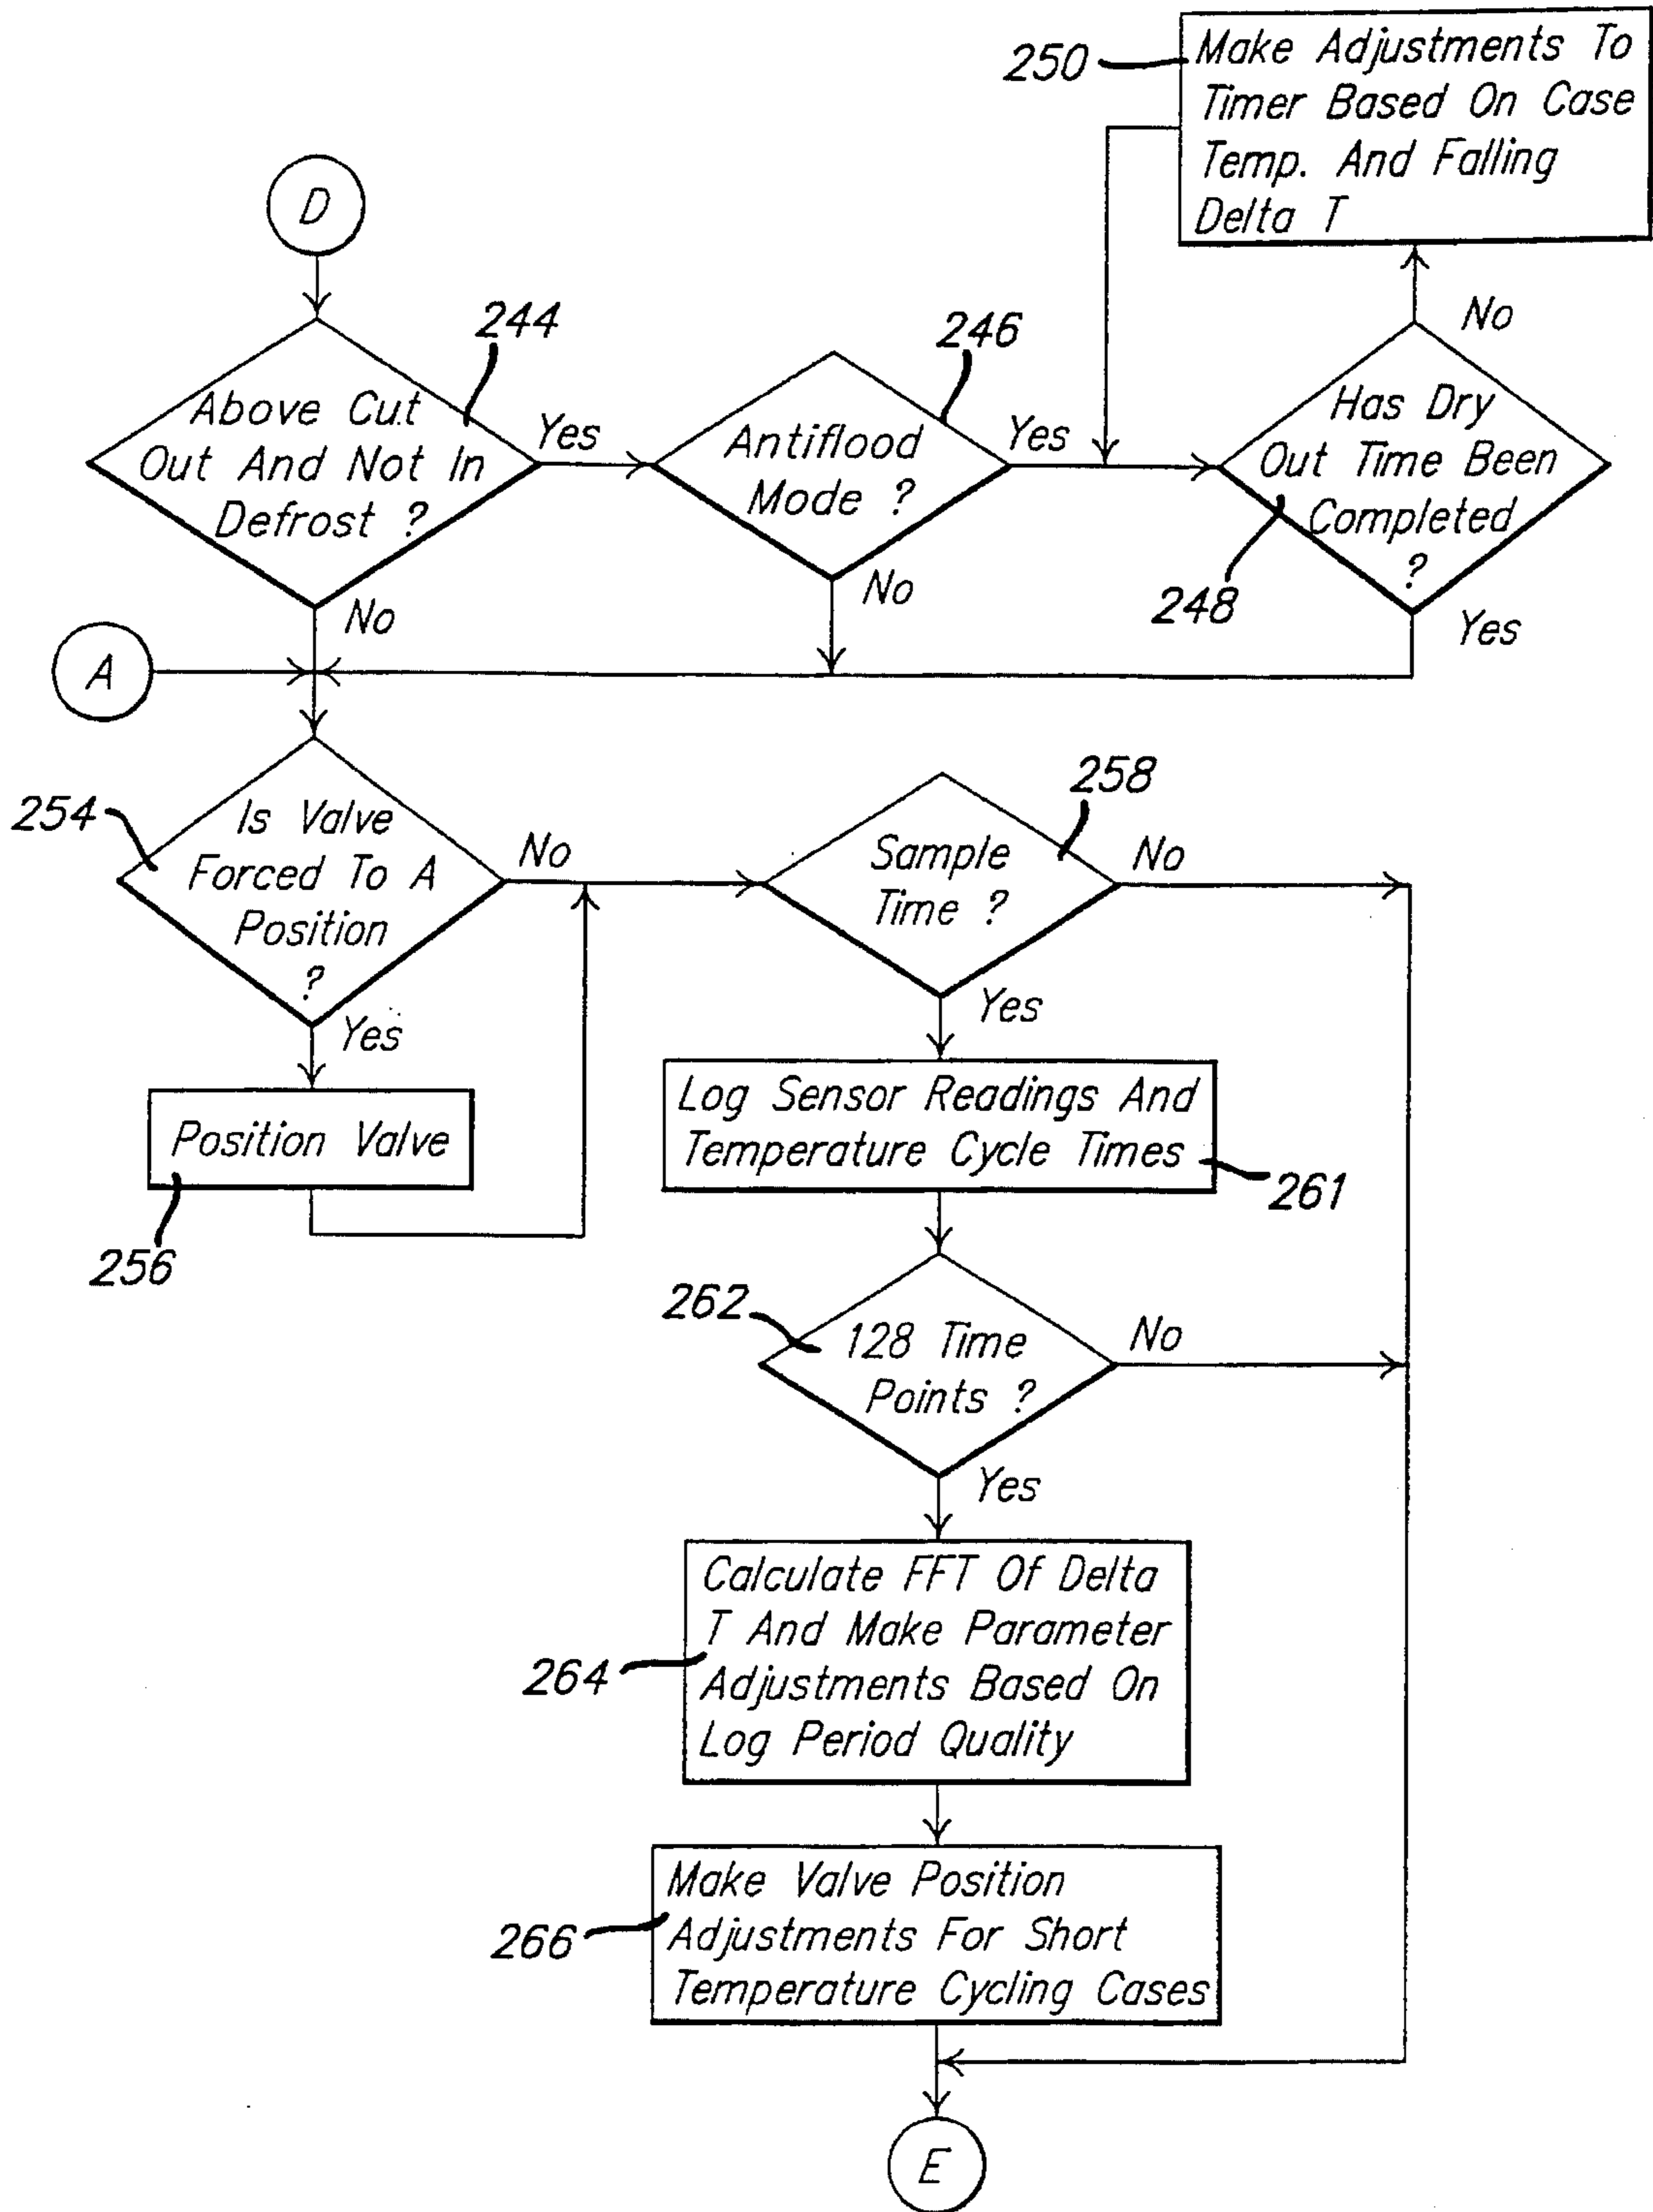 250
Make Adjustments To
Timer Based On Case
Temp. And Falling
Delta T
D
244
Above Cut
Out And Not In
Defrost ?
Yes
No
246
Antiflood
Mode ?
Yes
No
Has Dry
Out Time Been
Completed
?
248
No
Yes
A
254
Is Valve
Forced To A
Position
?
No
Yes
Position Valve
256
258
Sample
Time ?
No
Yes
Log Sensor Readings And
Temperature Cycle Times
261
262
128 Time
Points ?
No
Yes
Calculate FFT Of Delta
T And Make Parameter
Adjustments Based On
Log Period Quality
264
Make Valve Position
Adjustments For Short
Temperature Cycling Cases
266
E